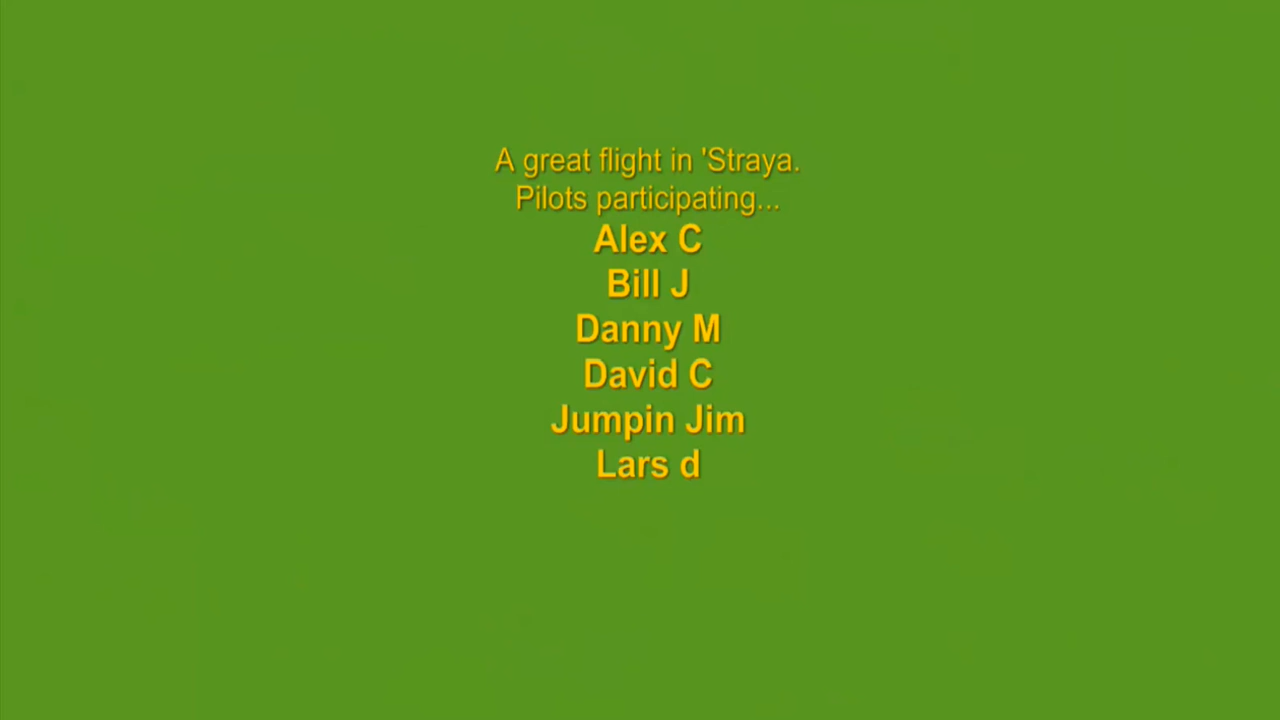 A great flight in 'Straya.
Pilots participating...
Alex C
Bill J
Danny M
David C
Jumpin Jim
Lars d